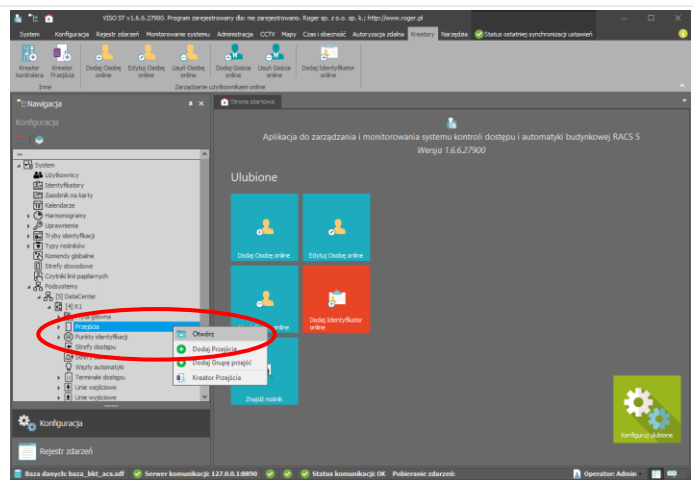 VISO ST v1.6.6.27900. Program zarejestrowany dla: nie zarejestrowano. Roger sp. z o.o. sp. k.; http://www.roger.pl
System Konfiguracja Rejestr zdarzeń Monitorowanie systemu Administracja CCTV Mapy Czas i obecność Autoryzacja zdalna Kreatory Narzędzia Status ostatniej synchronizacji ustawień
Kreator kontrolera
Kreator Przejścia
Dodaj Osobę online
Edytuj Osobę online
Usuń Osobę online
Dodaj Gościa online
Usuń Gościa online
Dodaj Identyfikator online
Inne
Zarządzanie użytkownikami online
Nawigacja
Strona startowa
Konfiguracja
System
Użytkownicy
Identyfikatory
Zasobnik na karty
Kalendarze
Harmonogramy
Uprawnienia
Tryby identyfikacji
Typy nośników
Komendy globalne
Strefy obwodowe
Czytniki linii papilarnych
Podsystemy
[5] DataCenter
[4] K1
główna
Przejścia
Punkty identyfikacji
Strefy dostępu
Strefy
Węzły automatyki
Terminale dostępu
Linie wejściowe
Linie wyjściowe
Otwórz
Dodaj Przejście
Dodaj Grupę przejść
Kreator Przejścia
Aplikacja do zarządzania i monitorowania systemu kontroli dostępu i automatyki budynkowej RACS 5
Wersja 1.6.6.27900
Ulubione
Dodaj Osobę online
Edytuj Osobę online
online
Dodaj Identyfikator online
Znajdź nośnik
Konfiguruj ulubione
Konfiguracja
Rejestr zdarzeń
Baza danych: baza_bkt_acs.sdf Serwer komunikacji: 127.0.0.1:8890 Status komunikacji: OK Pobieranie zdarzeń: Operator: Admin